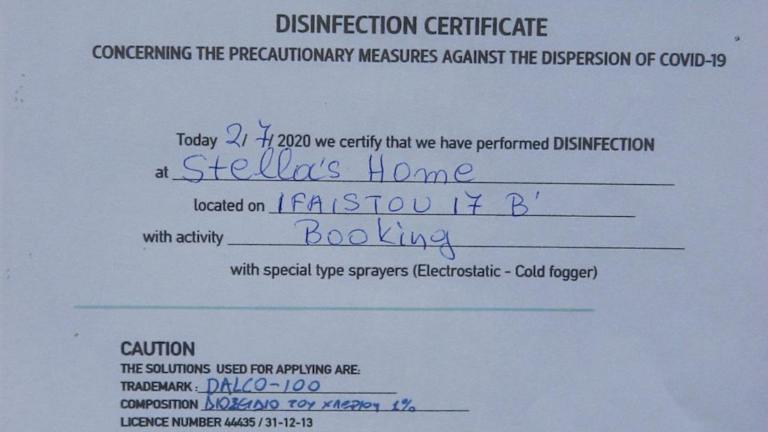 DISINFECTION CERTIFICATE
CONCERNING THE PRECAUTIONARY MEASURES AGAINST THE DISPERSION OF COVID-19
Today 2/ 7/ 2020 we certify that we have performed DISINFECTION
at Stella's Home
located on IFAISTOU 17 B'
with activity Booking
with special type sprayers (Electrostatic - Cold fogger)
CAUTION
THE SOLUTIONS USED FOR APPLYING ARE:
TRADEMARK: DALCO-100
COMPOSITION ΔΙΟΞΕΙΔΙΟ ΤΟΥ ΧΛΩΡΙΟΥ 1%
LICENCE NUMBER 44435 / 31-12-13